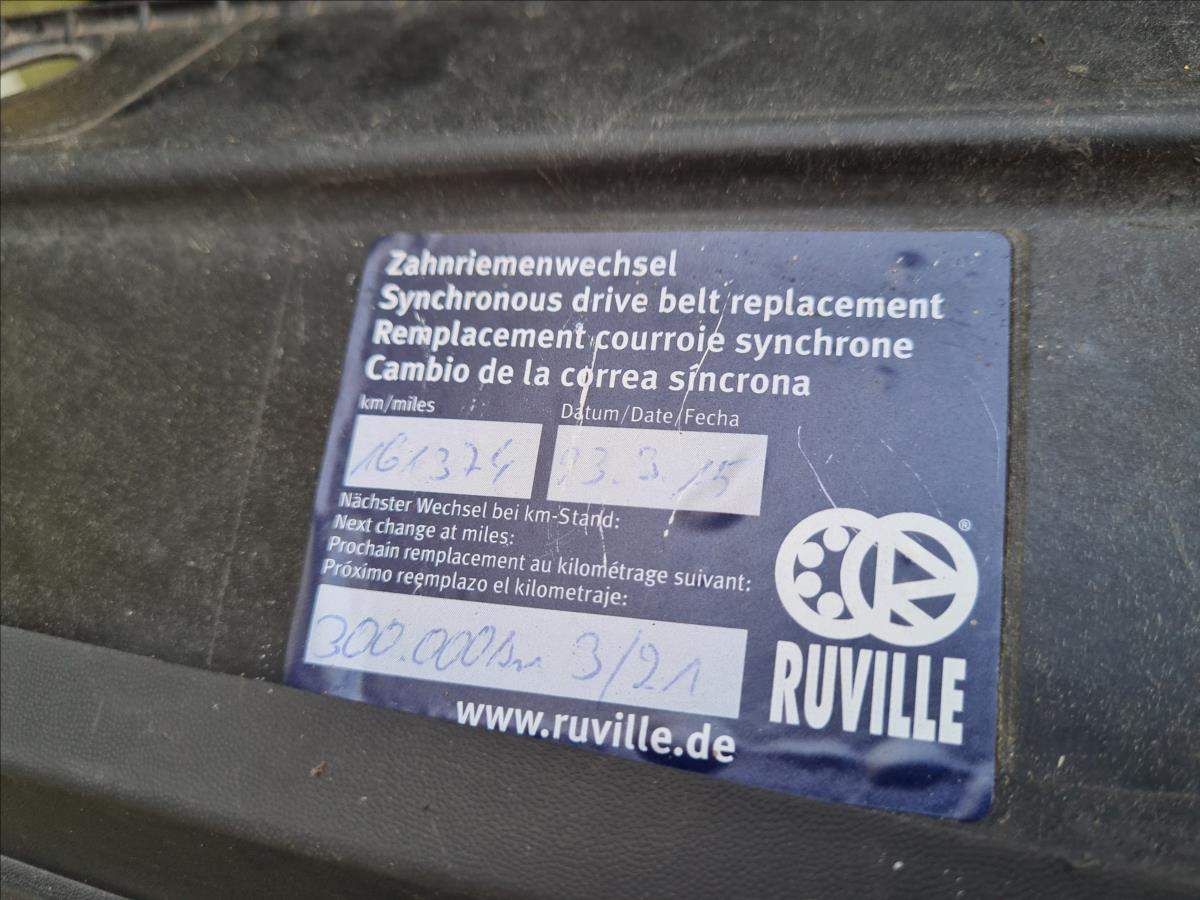 Zahnriemenwechsel
Synchronous drive belt replacement
Remplacement courroie synchrone
Cambio de la correa síncrona
km/miles
Datum/Date/Fecha
161374
23.3.15
Nächster Wechsel bei km-Stand:
Next change at miles:
Prochain remplacement au kilométrage suivant:
Próximo reemplazo el kilometraje:
300.000km 3/21
®
RUVILLE
www.ruville.de